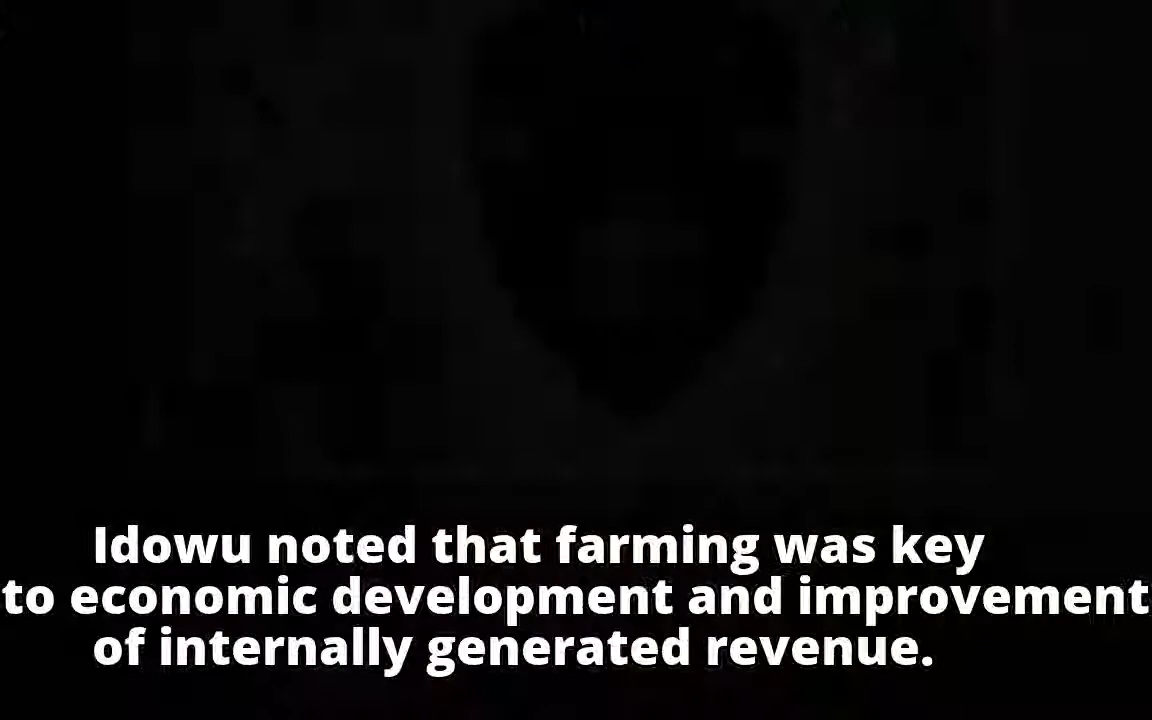 Idowu noted that farming was key
to economic development and improvement
of internally generated revenue.